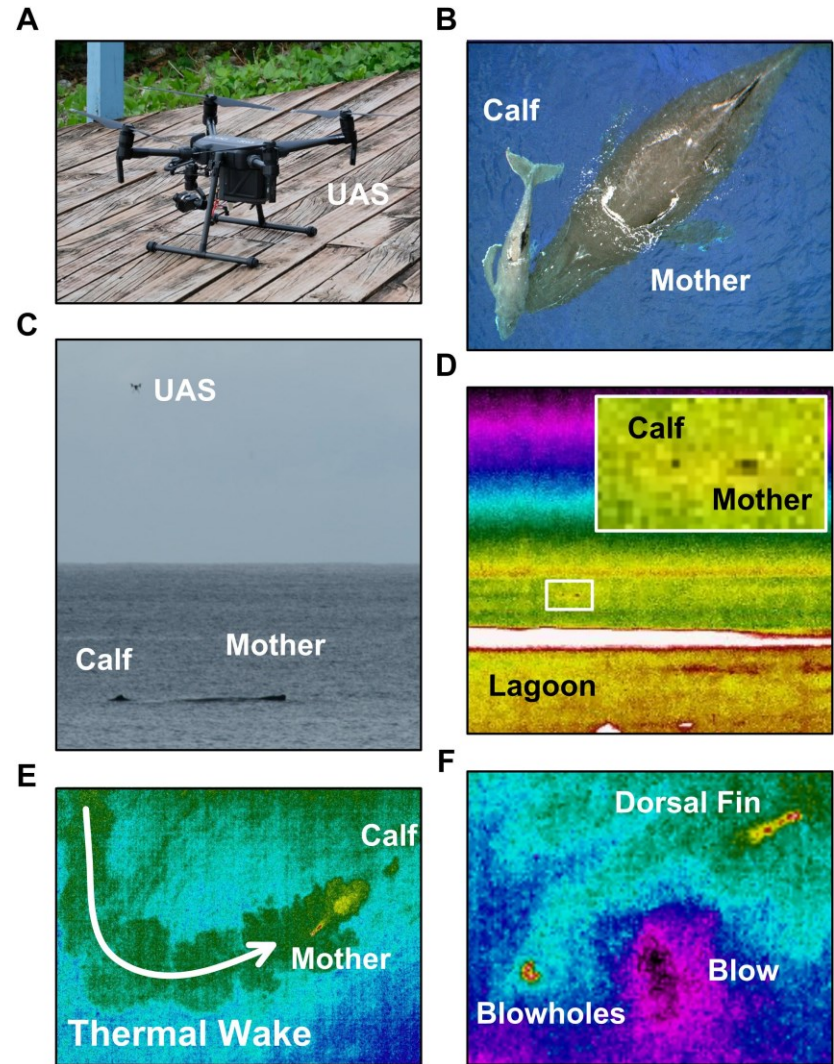 A
UAS
B
Calf
Mother
C
UAS
Mother
Calf
D
Calf
Mother
Lagoon
E
Calf
Mother
Thermal Wake
F
Dorsal Fin
Blow
Blowholes